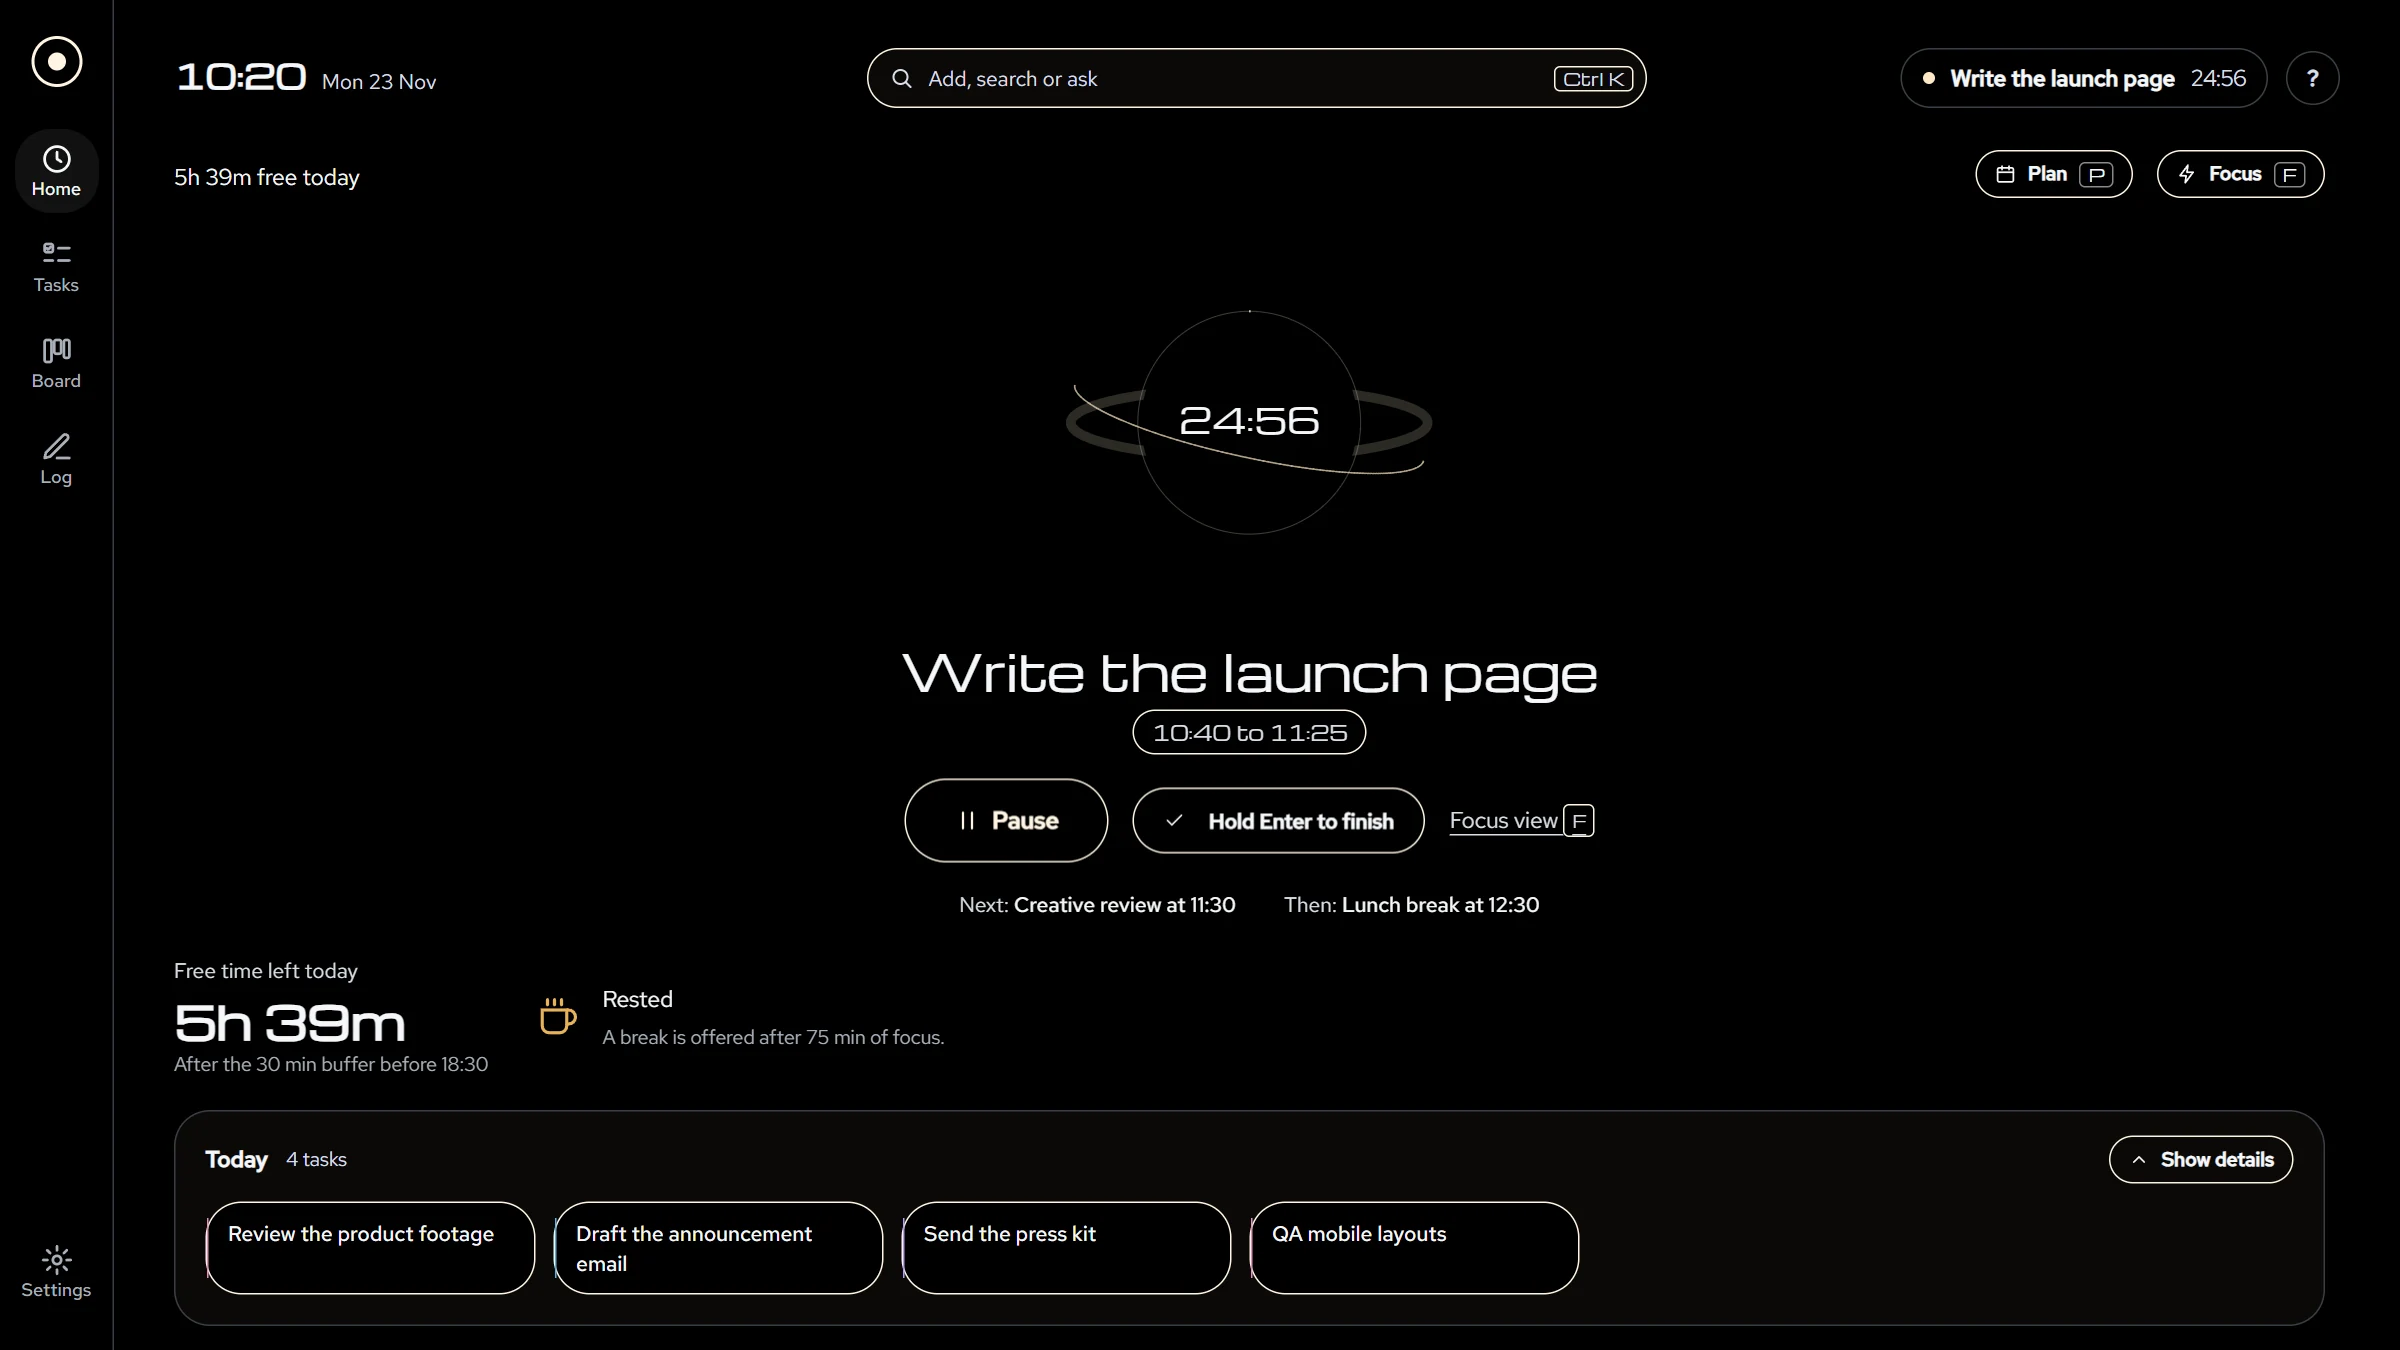 10:20 Mon 23 Nov
Add, search or ask Ctrl K
Write the launch page 24:56
?
Home
Tasks
Board
Log
Settings
5h 39m free today
Plan P
Focus F
24:56
Write the launch page
10:40 to 11:25
Pause
Hold Enter to finish
Focus view F
Next: Creative review at 11:30
Then: Lunch break at 12:30
Free time left today
5h 39m
After the 30 min buffer before 18:30
Rested
A break is offered after 75 min of focus.
Today 4 tasks
Show details
Review the product footage
Draft the announcement
email
Send the press kit
QA mobile layouts